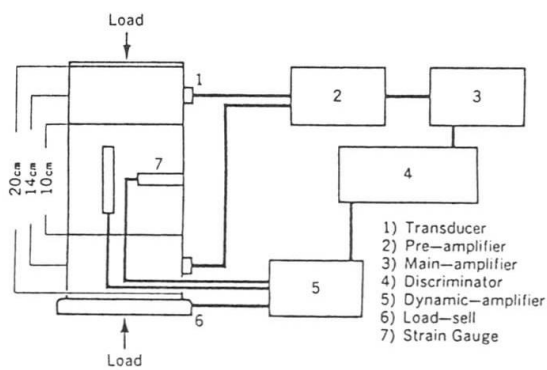 Load
1
2
3
20cm
14cm
10cm
7
4
5
6
Load
1) Transducer
2) Pre—amplifier
3) Main—amplifier
4) Discriminator
5) Dynamic—amplifier
6) Load—sell
7) Strain Gauge